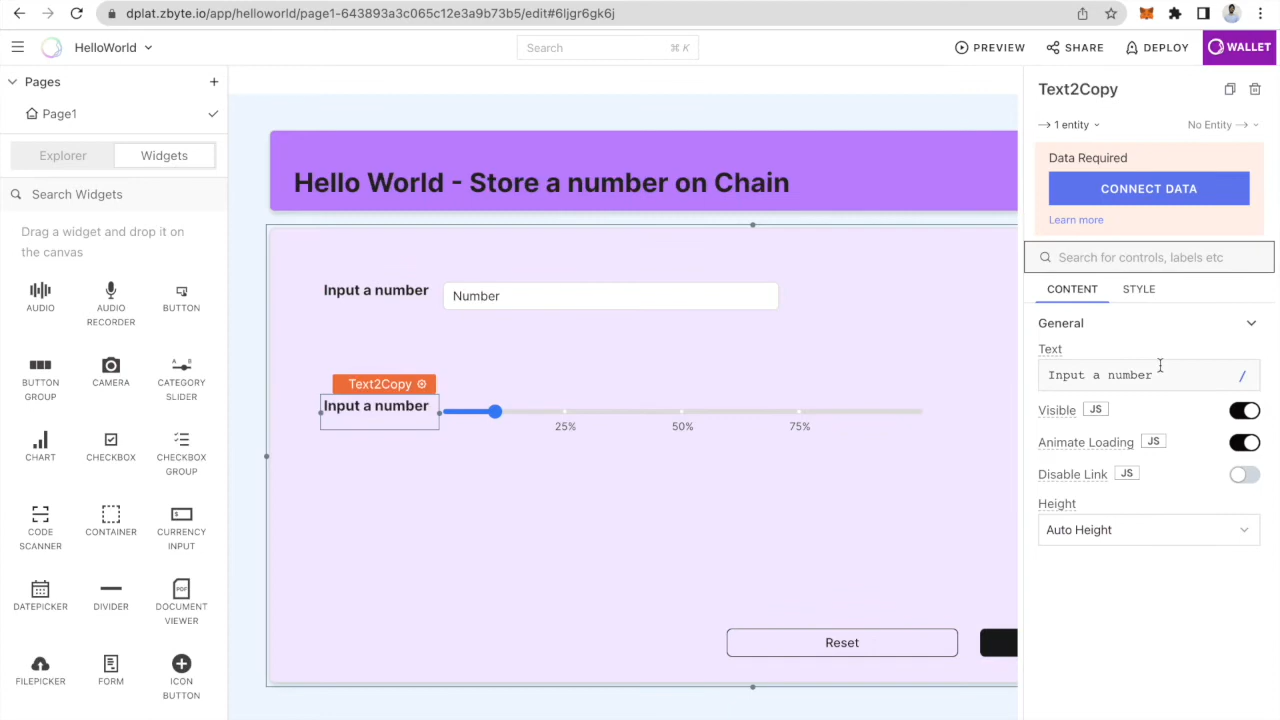 dplat.zbyte.io/app/helloworld/page1-643893a3c065c12e3a9b73b5/edit#6ljgr6gk6j
HelloWorld
Search ⌘ K
PREVIEW
SHARE
DEPLOY
WALLET
Pages
Page1
Explorer
Widgets
Search Widgets
Drag a widget and drop it on
the canvas
AUDIO
AUDIO
RECORDER
BUTTON
BUTTON
GROUP
CAMERA
CATEGORY
SLIDER
CHART
CHECKBOX
CHECKBOX
GROUP
CODE
SCANNER
CONTAINER
CURRENCY
INPUT
DATEPICKER
DIVIDER
DOCUMENT
VIEWER
FILEPICKER
FORM
ICON
BUTTON
Hello World - Store a number on Chain
Input a number
Number
Text2Copy
Input a number
25%
50%
75%
Reset
Text2Copy
1 entity
No Entity
Data Required
CONNECT DATA
Learn more
Search for controls, labels etc
CONTENT
STYLE
General
Text
Input a number /
Visible JS
Animate Loading JS
Disable Link JS
Height
Auto Height